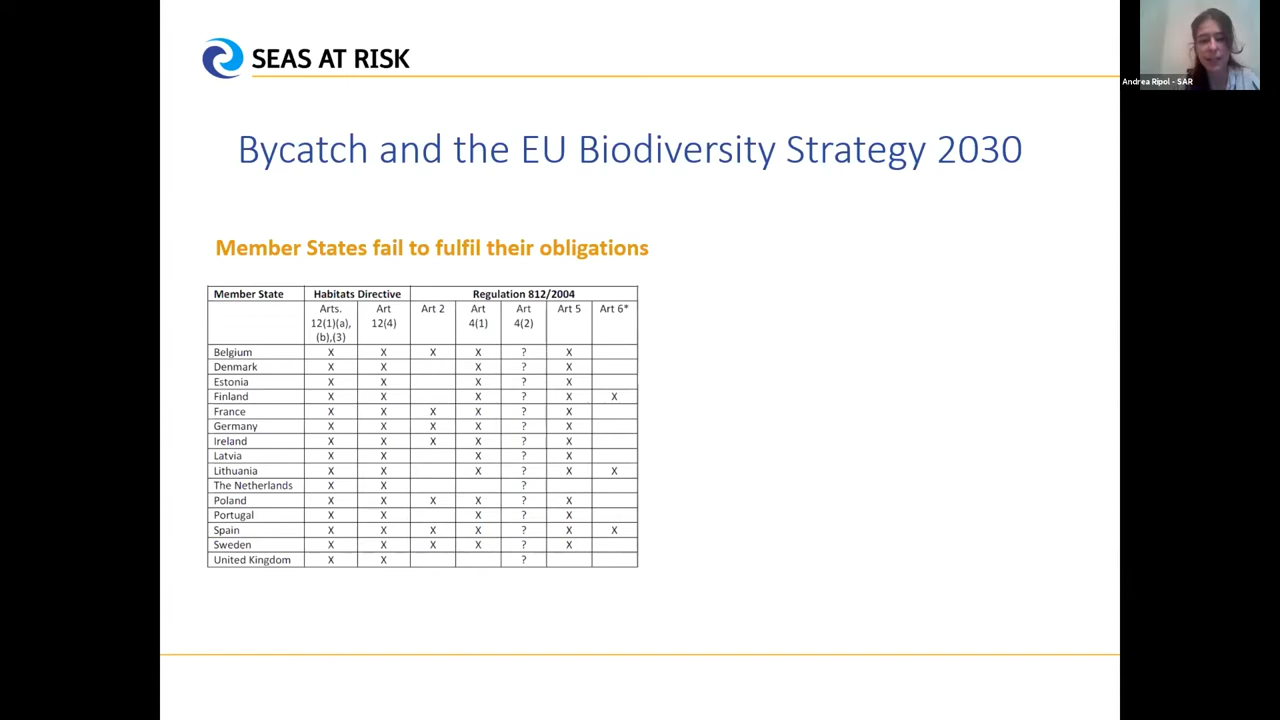 SEAS AT RISK
Andrea Ripol - SAR
Bycatch and the EU Biodiversity Strategy 2030
Member States fail to fulfil their obligations
Member State Habitats Directive Regulation 812/2004
Arts. 12(1)(a), (b),(3) Art 12(4) Art 2 Art 4(1) Art 4(2) Art 5 Art 6*
Belgium X X X X ? X
Denmark X X X ? X
Estonia X X X ? X
Finland X X X ? X X
France X X X X ? X
Germany X X X X ? X
Ireland X X X X ? X
Latvia X X X ? X
Lithuania X X X ? X X
The Netherlands X X ?
Poland X X X X ? X
Portugal X X X ? X
Spain X X X X ? X X
Sweden X X X X ? X
United Kingdom X X ?